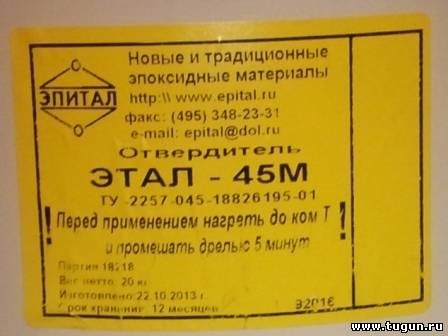 Новые и традиционные
эпоксидные материалы
ЭПИТАЛ
http:\\ www.epital.ru
факс: (495) 348-23-31
e-mail: epital@dol.ru
Отвердитель
ЭТАЛ - 45М
ТУ -2257-045-18826195-01
! Перед применением нагреть до ком Т !
и промешать дрелью 5 минут
Партия
Вес нетто: 20 кг
Изготовлено:22.10.2013 г
срок хранения: 12 месяцев
www.tugun.ru